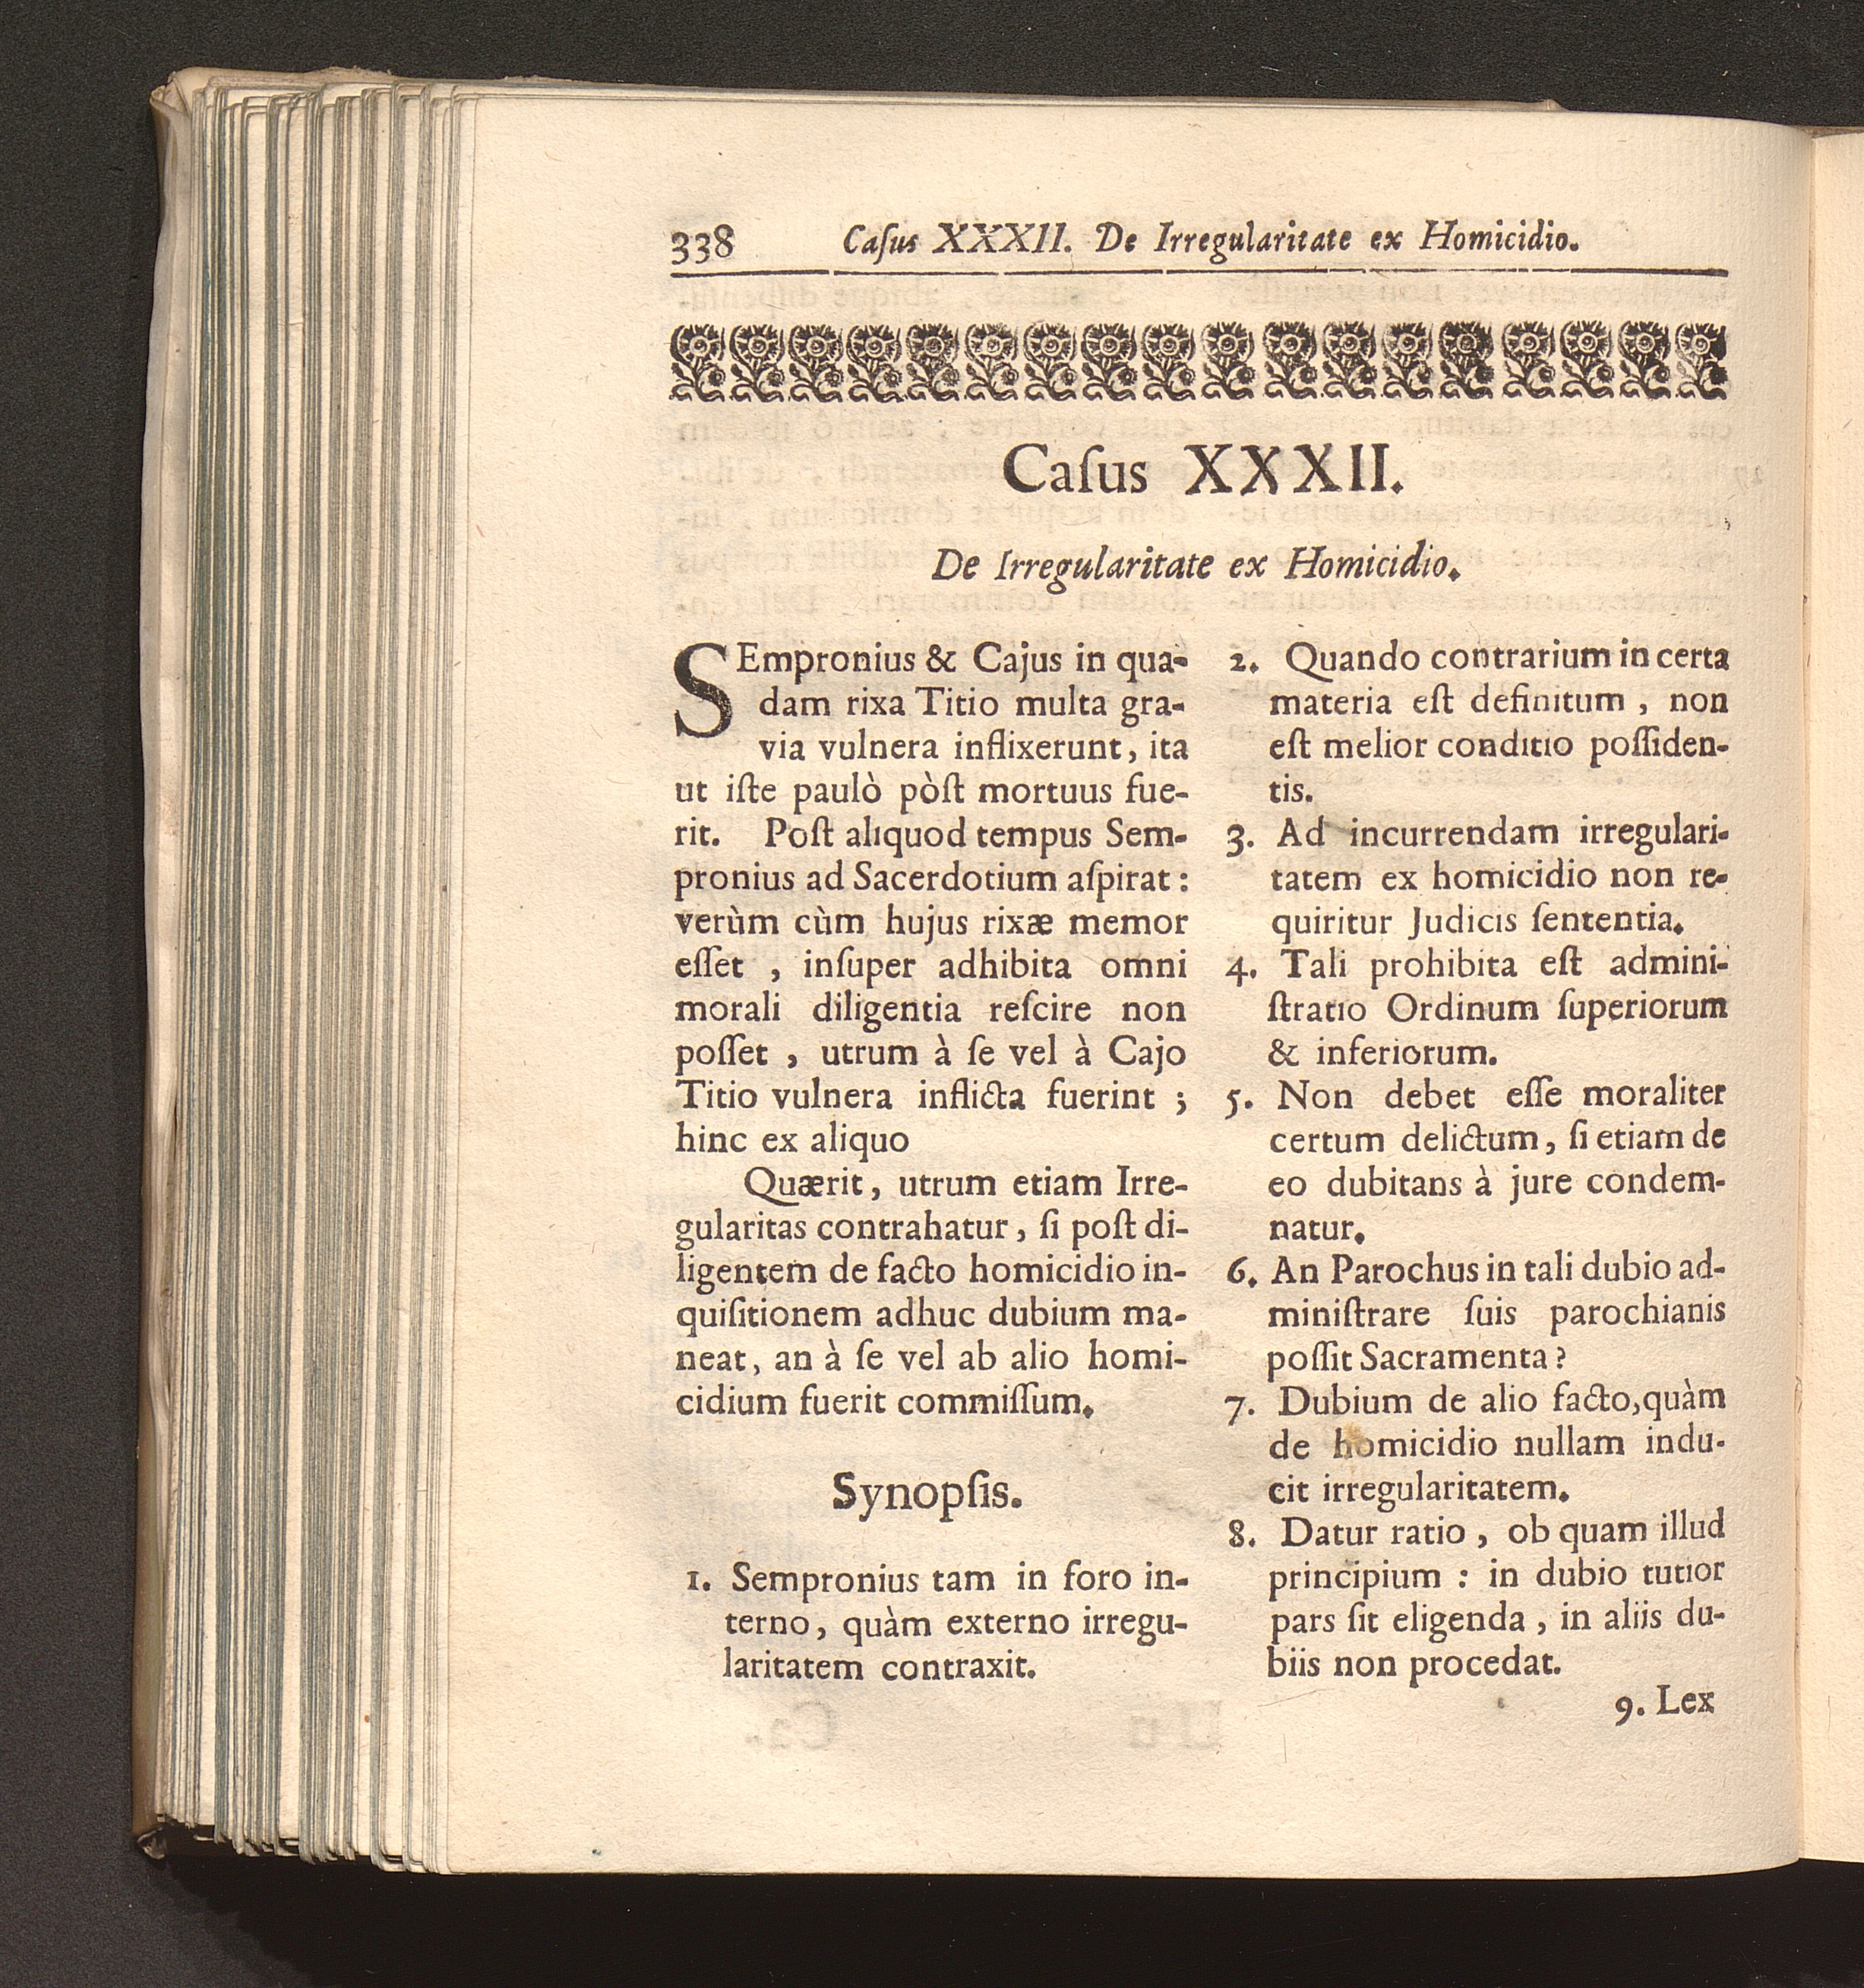 338 Caſus XXXII. De Irregularitate ex Homicidio.
Caſus XXXII.
De Irregularitate ex Homicidio.
SEmpronius & Cajus in qua-
dam rixa Titio multa gra-
via vulnera inflixerunt, ita
ut iſte paulò pòſt mortuus fue-
rit. Poſt aliquod tempus Sem-
pronius ad Sacerdotium aſpirat:
verùm cùm hujus rixæ memor
eſſet , inſuper adhibita omni
morali diligentia reſcire non
poſſet , utrum à ſe vel à Cajo
Titio vulnera inflicta fuerint ;
hinc ex aliquo
Quærit, utrum etiam Irre-
gularitas contrahatur, ſi poſt di-
ligentem de facto homicidio in-
quiſitionem adhuc dubium ma-
neat, an à ſe vel ab alio homi-
cidium fuerit commiſſum.
Synopſis.
1. Sempronius tam in foro in-
terno, quàm externo irregu-
laritatem contraxit.
2. Quando contrarium in certa
materia eſt definitum , non
eſt melior conditio poſſiden-
tis.
3. Ad incurrendam irregulari-
tatem ex homicidio non re-
quiritur Judicis ſententia.
4. Tali prohibita eſt admini-
ſtratio Ordinum ſuperiorum
& inferiorum.
5. Non debet eſſe moraliter
certum delictum, ſi etiam de
eo dubitans à jure condem-
natur.
6. An Parochus in tali dubio ad-
miniſtrare ſuis parochianis
poſſit Sacramenta?
7. Dubium de alio facto,quàm
de homicidio nullam indu-
cit irregularitatem.
8. Datur ratio , ob quam illud
principium : in dubio tutior
pars ſit eligenda , in aliis du-
biis non procedat.
9. Lex